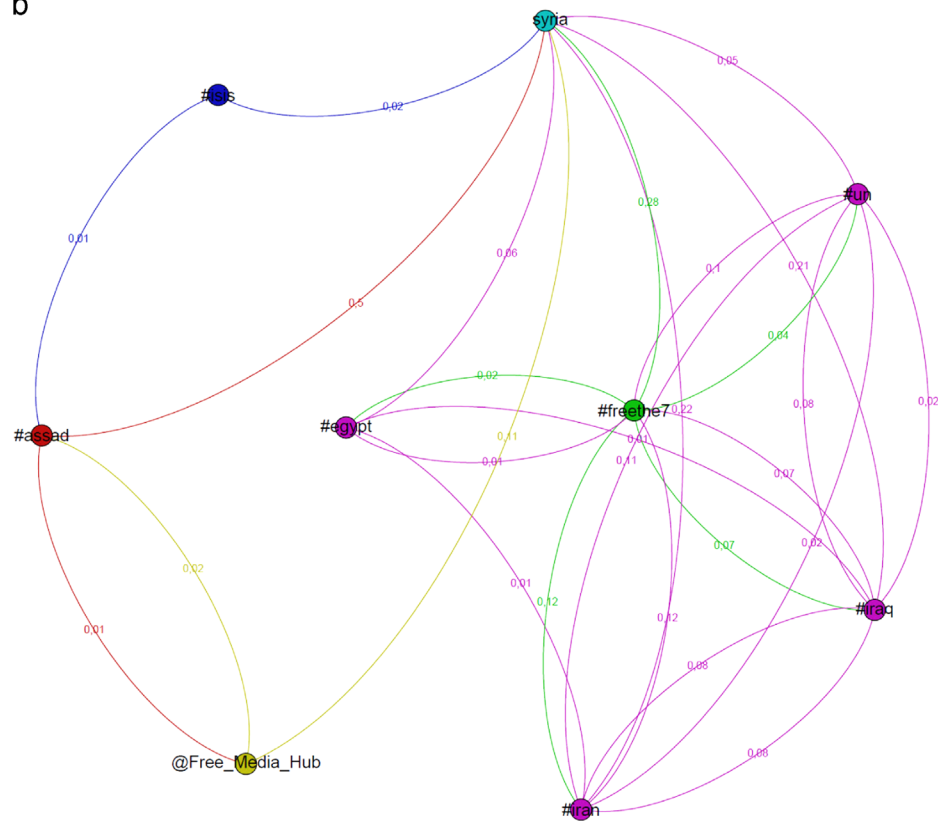 b
syria
0,05
#isis
0,02
#un
0,28
0,01
0,06
0,1
0,21
0,5
0,04
0,02
#freethe7
0,22
0,08
0,02
#assad
#egypt
0,11
0,01
0,01
0,11
0,07
0,07
0,02
0,02
0,01
0,12
#iraq
0,01
0,12
0,08
0,08
@Free_Media_Hub
#iran